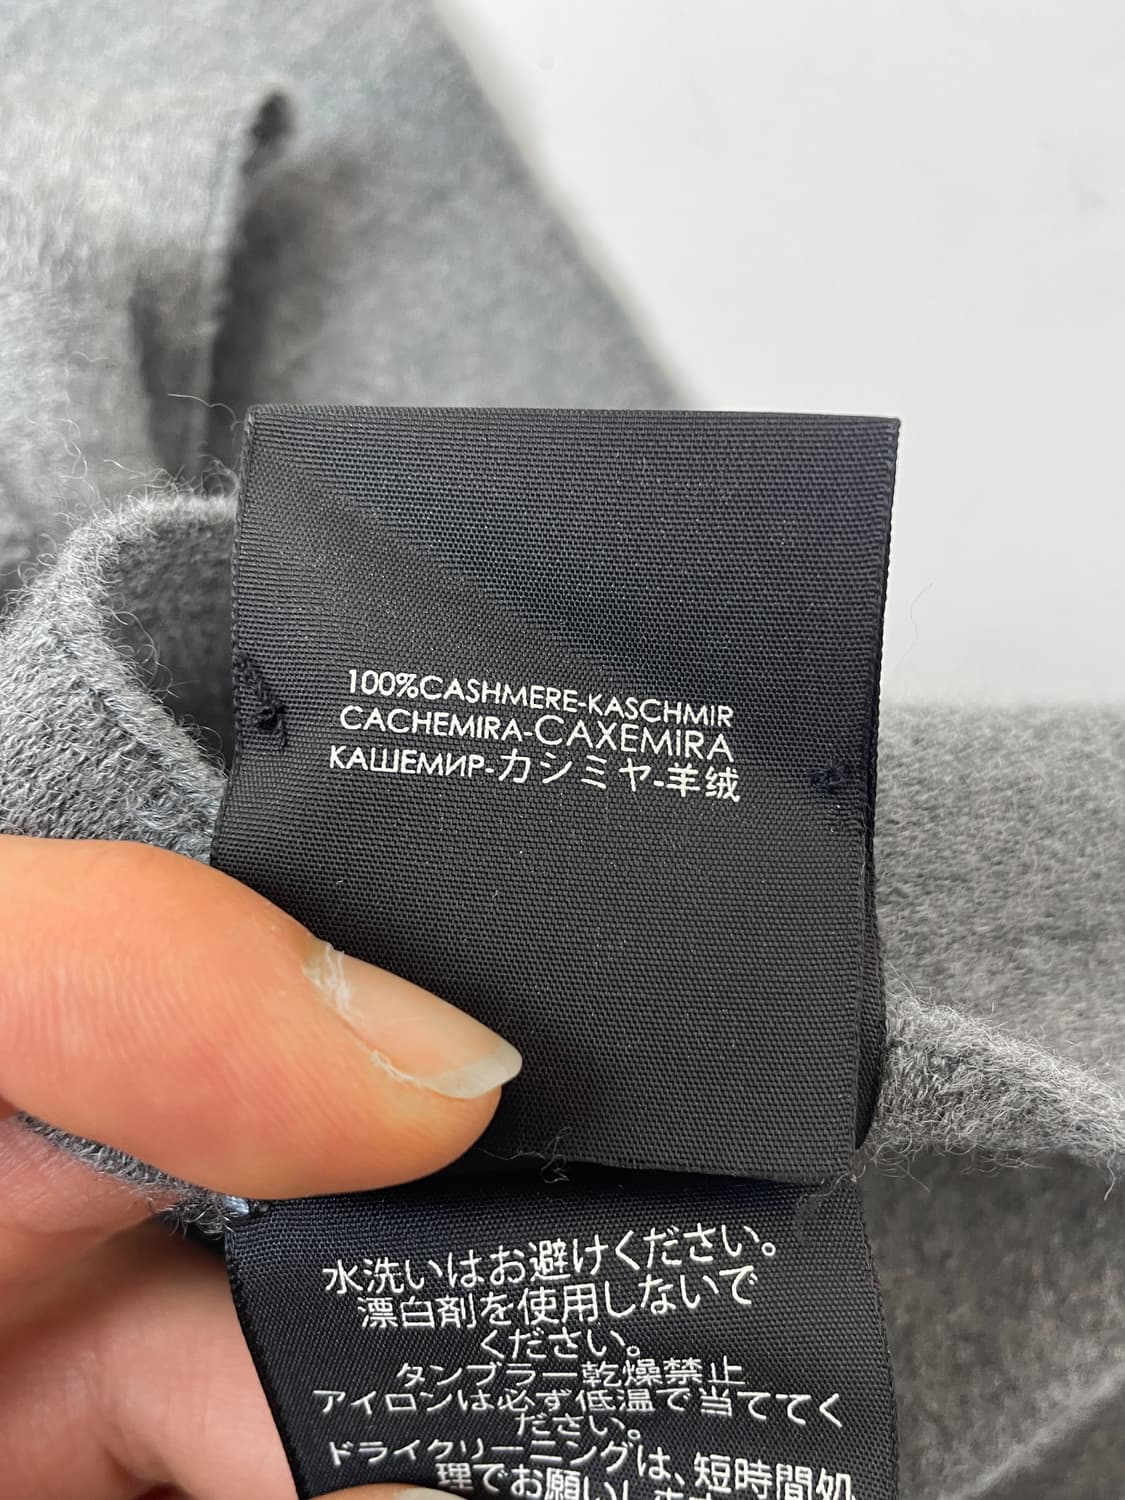 100%CASHMERE-KASCHMIR
CACHEMIRA-CAXEMIRA
КАШЕМИР-カシミヤ-羊绒
水洗いはお避けください。
漂白剤を使用しないで
ください。
タンブラー乾燥禁止
アイロンは必ず低温で当ててく
ださい。
ドライクリーニングは、短時間処
理でお願いします